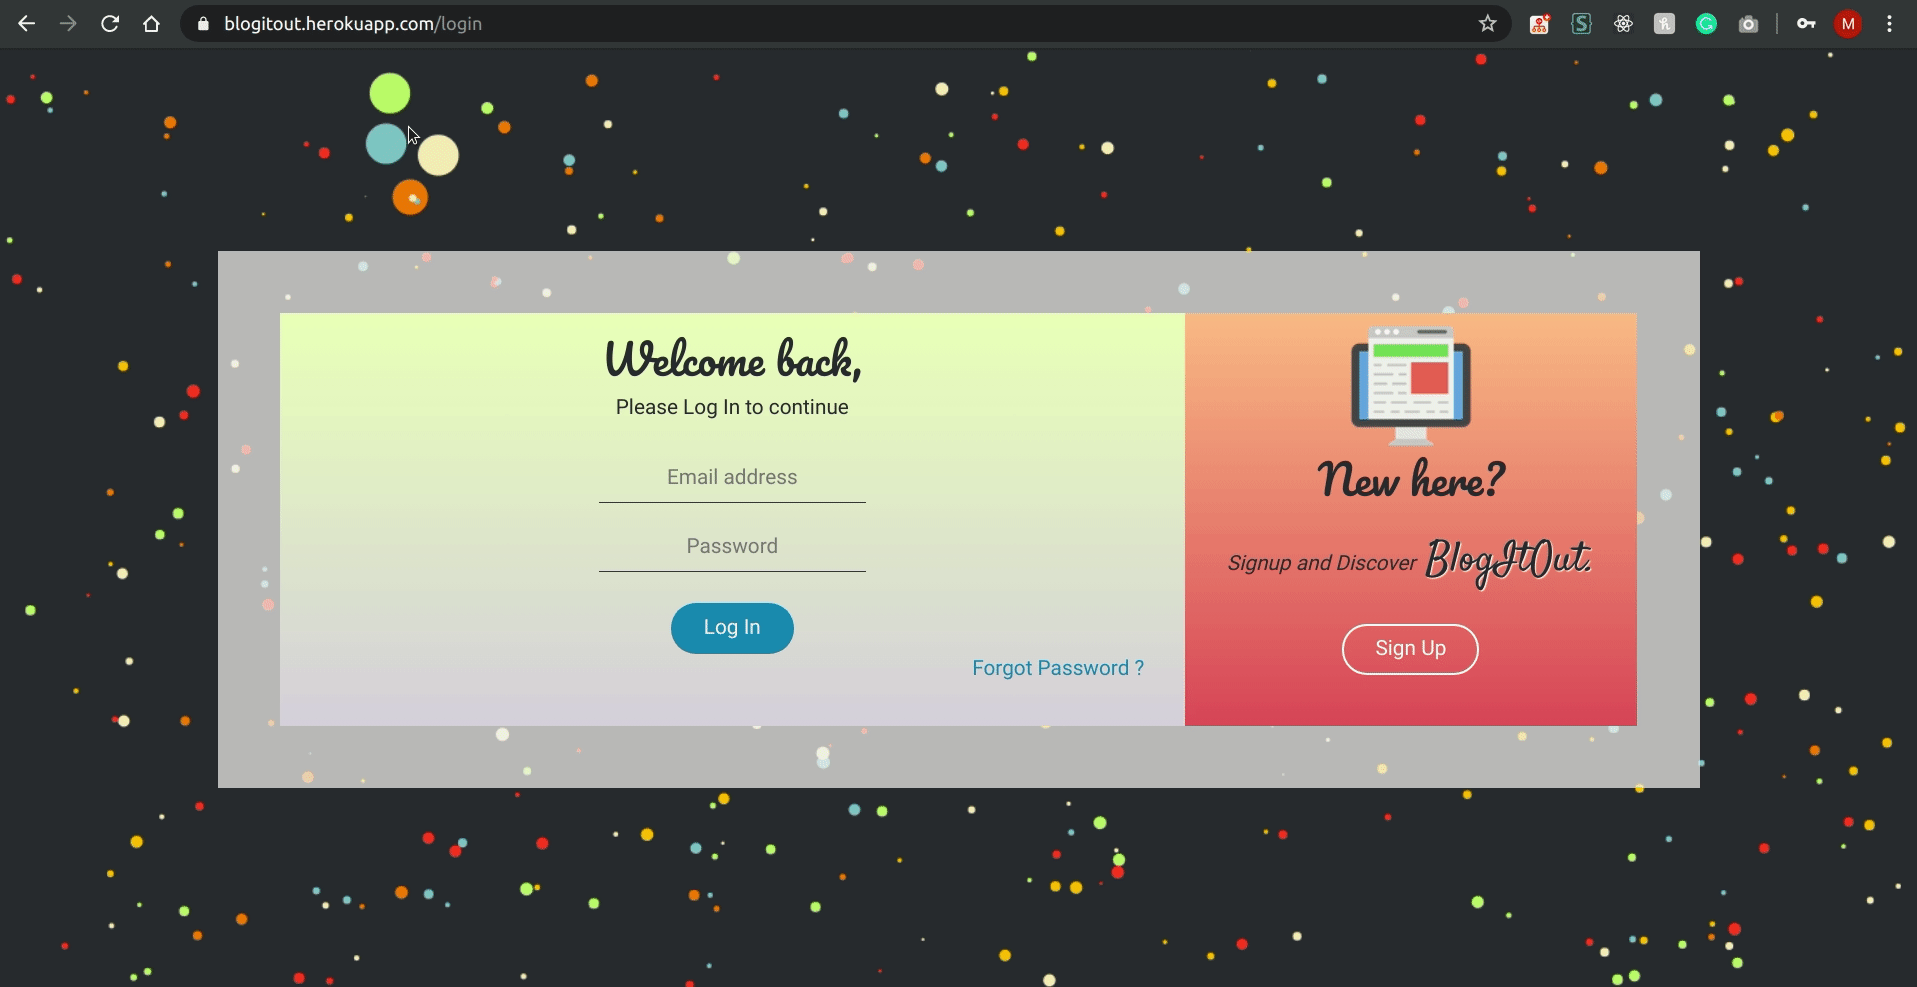 blogitout.herokuapp.com/login
M
Welcome back,
Please Log In to continue
Email address
Password
Log In
Forgot Password ?
New here?
Signup and Discover BlogItOut.
Sign Up